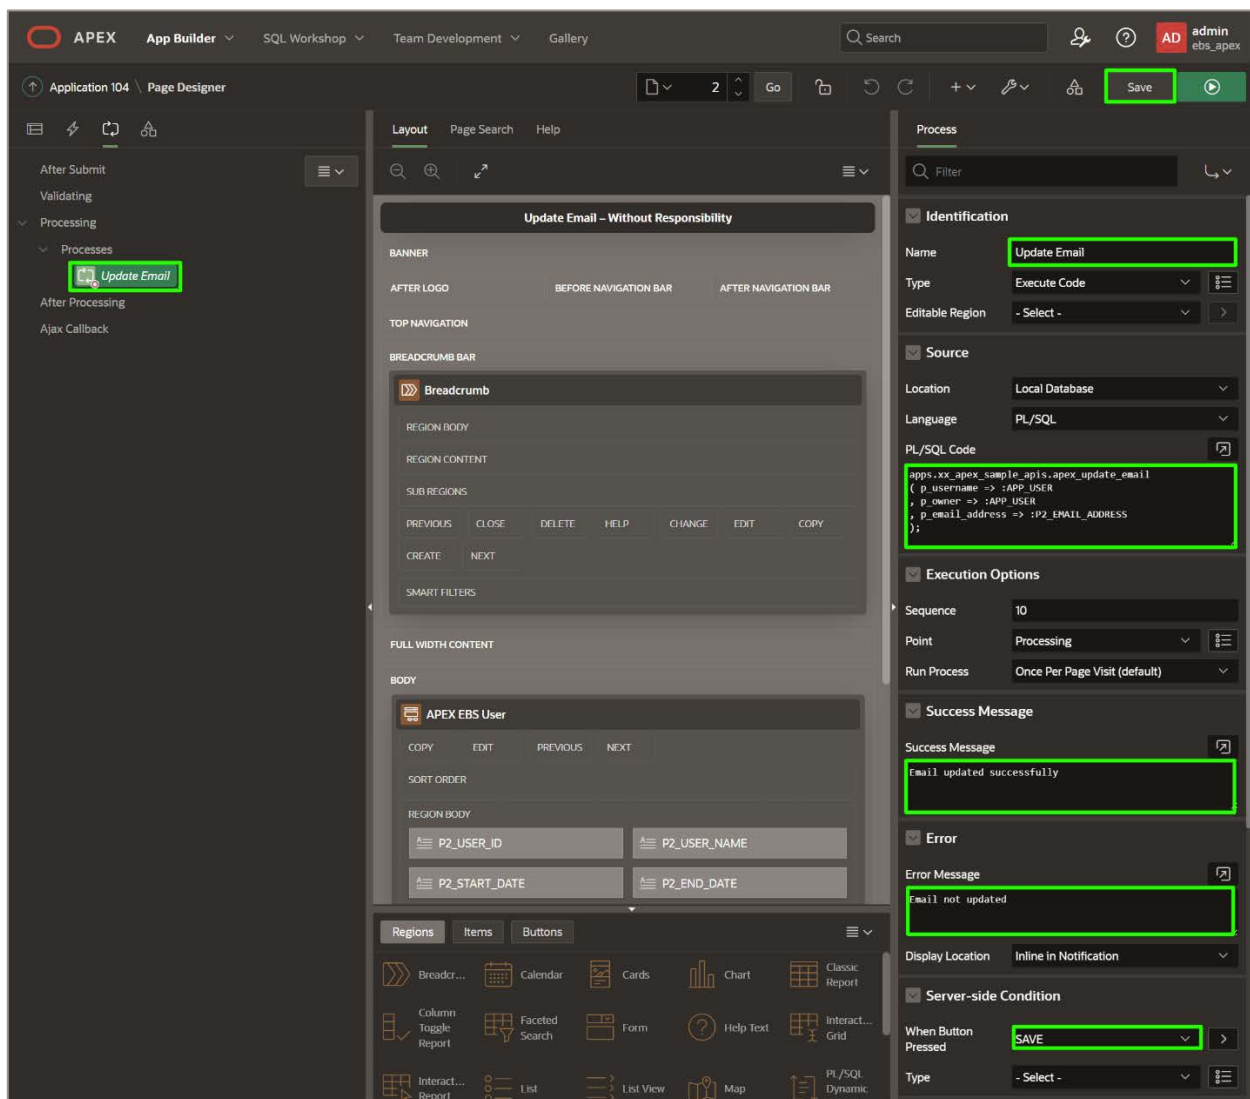 APEX App Builder SQL Workshop Team Development Gallery Search AD admin
ebs_apex
Application 104 \ Page Designer 2 Go Save
Layout Page Search Help
Process
After Submit
Validating
Processing
Processes
Update Email
After Processing
Ajax Callback
Update Email – Without Responsibility
BANNER
AFTER LOGO BEFORE NAVIGATION BAR AFTER NAVIGATION BAR
TOP NAVIGATION
BREADCRUMB BAR
Breadcrumb
REGION BODY
REGION CONTENT
SUB REGIONS
PREVIOUS CLOSE DELETE HELP CHANGE EDIT COPY
CREATE NEXT
SMART FILTERS
FULL WIDTH CONTENT
BODY
APEX EBS User
COPY EDIT PREVIOUS NEXT
SORT ORDER
REGION BODY
P2_USER_ID P2_USER_NAME
P2_START_DATE P2_END_DATE
Regions Items Buttons
Breadcr... Calendar Cards Chart Classic
Report
Column
Toggle
Report
Faceted
Search
Form Help Text Interact...
Grid
Interact...
Report
List List View Map PL/SQL
Dynamic
Filter
Identification
Name Update Email
Type Execute Code
Editable Region - Select -
Source
Location Local Database
Language PL/SQL
PL/SQL Code
apps.xx_apex_sample_apis.apex_update_email
( p_username => :APP_USER
, p_owner => :APP_USER
, p_email_address => :P2_EMAIL_ADDRESS
);
Execution Options
Sequence 10
Point Processing
Run Process Once Per Page Visit (default)
Success Message
Success Message
Email updated successfully
Error
Error Message
Email not updated
Display Location Inline in Notification
Server-side Condition
When Button
Pressed
SAVE
Type - Select -